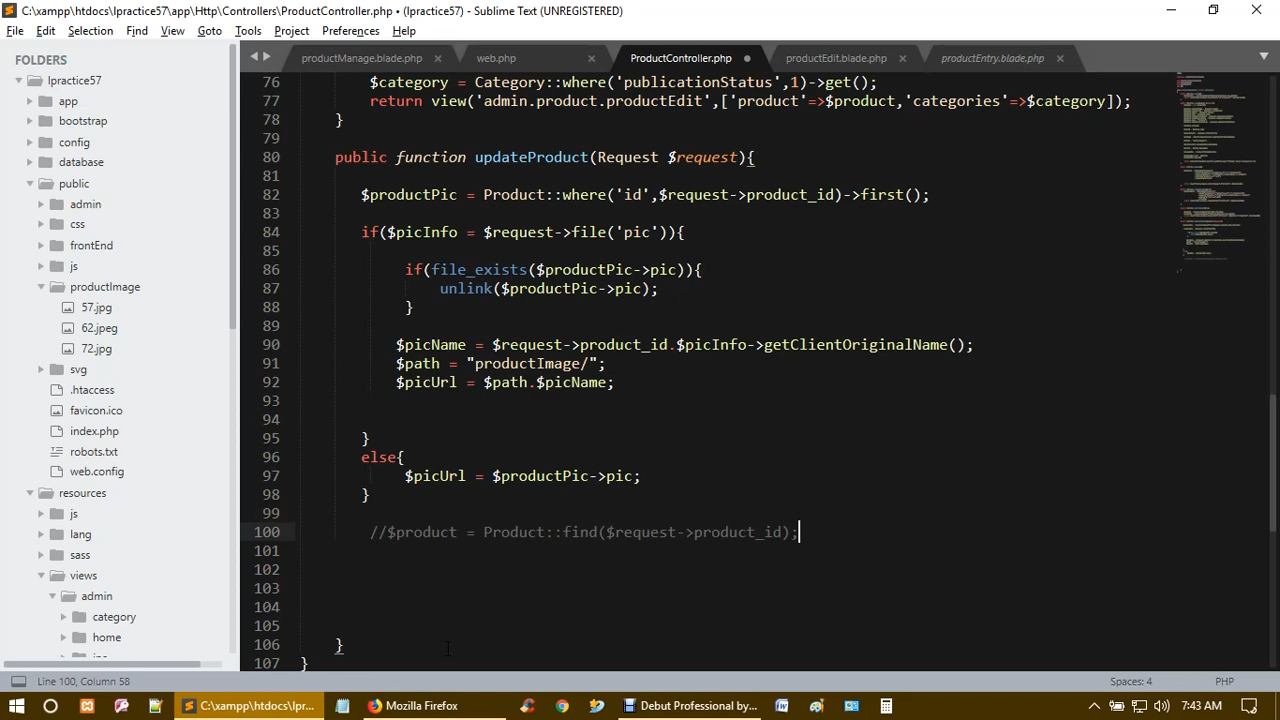 C:\xampp\htdocs\lpractice57\app\Http\Controllers\ProductController.php • (lpractice57) - Sublime Text (UNREGISTERED)
File Edit Selection Find View Goto Tools Project Preferences Help
FOLDERS
lpractice57
app
bootstrap
config
database
public
admin
css
frontEnd
js
productImage
57.jpg
62.jpeg
72.jpg
svg
.htaccess
favicon.ico
index.php
robots.txt
web.config
resources
js
lang
sass
views
admin
category
home
productManage.blade.php web.php ProductController.php productEdit.blade.php productEntry.blade.php
76 $category = Category::where('publicationStatus',1)->get();
77 return view('admin.product.productEdit',['product'=>$product,'categories'=>$category]);
78 }
79
80 public function updateProduct(Request $request){
81
82 $productPic = Product::where('id',$request->product_id)->first();
83
84 if($picInfo = $request->file('pic')){
85
86 if(file_exists($productPic->pic)){
87 unlink($productPic->pic);
88 }
89
90 $picName = $request->product_id.$picInfo->getClientOriginalName();
91 $path = "productImage/";
92 $picUrl = $path.$picName;
93
94
95 }
96 else{
97 $picUrl = $productPic->pic;
98 }
99
100 //$product = Product::find($request->product_id);
101
102
103
104
105
106 }
107 }
Line 100, Column 58 Spaces: 4 PHP
C:\xampp\htdocs\lpr... Mozilla Firefox Debut Professional by... 7:43 AM